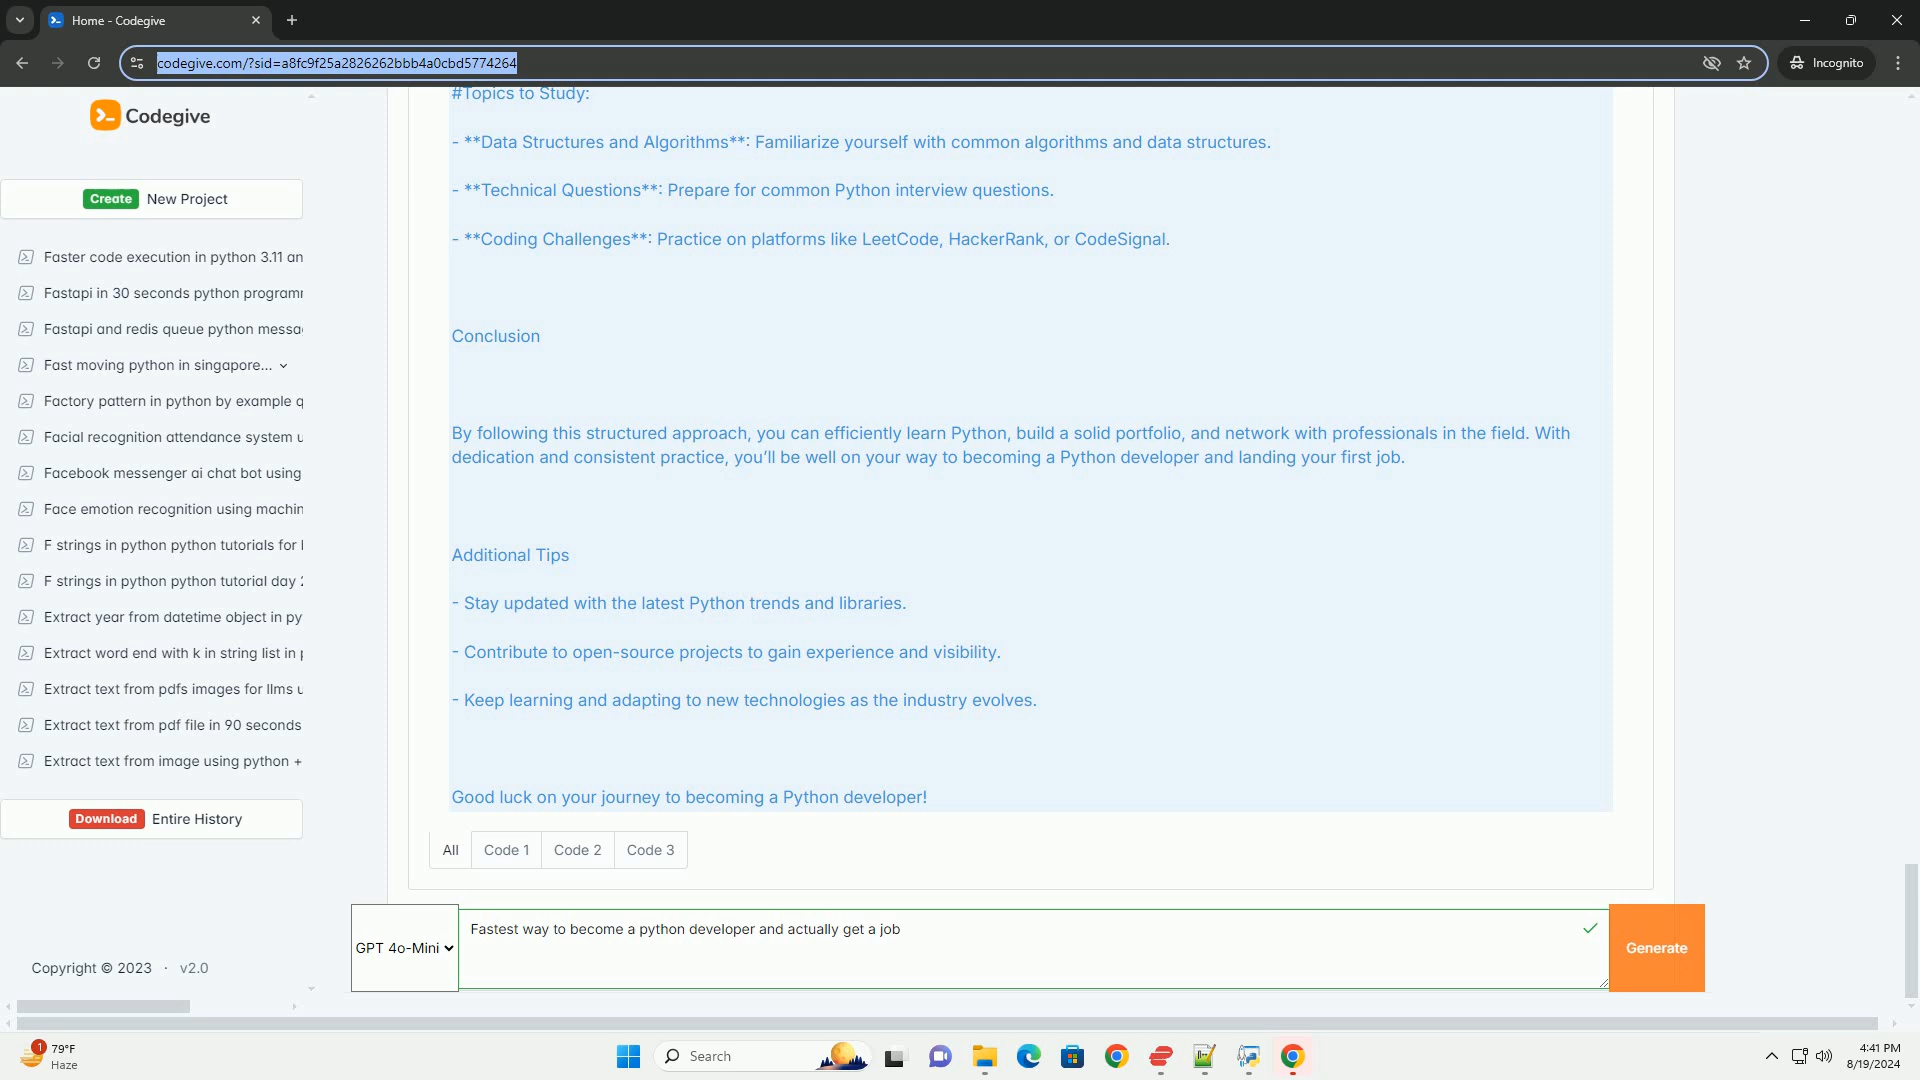 Home - Codegive
codegive.com/?sid=a8fc9f25a2826262bbb4a0cbd5774264
Incognito
Codegive
Create New Project
Faster code execution in python 3.11 an
Fastapi in 30 seconds python program
Fastapi and redis queue python messa
Fast moving python in singapore...
Factory pattern in python by example q
Facial recognition attendance system u
Facebook messenger ai chat bot using
Face emotion recognition using machin
F strings in python python tutorials for
F strings in python python tutorial day 2
Extract year from datetime object in py
Extract word end with k in string list in p
Extract text from pdfs images for llms u
Extract text from pdf file in 90 seconds
Extract text from image using python +
Download Entire History
Copyright © 2023 · v2.0
#Topics to Study:
- **Data Structures and Algorithms**: Familiarize yourself with common algorithms and data structures.
- **Technical Questions**: Prepare for common Python interview questions.
- **Coding Challenges**: Practice on platforms like LeetCode, HackerRank, or CodeSignal.
Conclusion
By following this structured approach, you can efficiently learn Python, build a solid portfolio, and network with professionals in the field. With
dedication and consistent practice, you’ll be well on your way to becoming a Python developer and landing your first job.
Additional Tips
- Stay updated with the latest Python trends and libraries.
- Contribute to open-source projects to gain experience and visibility.
- Keep learning and adapting to new technologies as the industry evolves.
Good luck on your journey to becoming a Python developer!
All Code 1 Code 2 Code 3
GPT 4o-Mini
Fastest way to become a python developer and actually get a job
Generate
1
79°F
Haze
Search
4:41 PM
8/19/2024